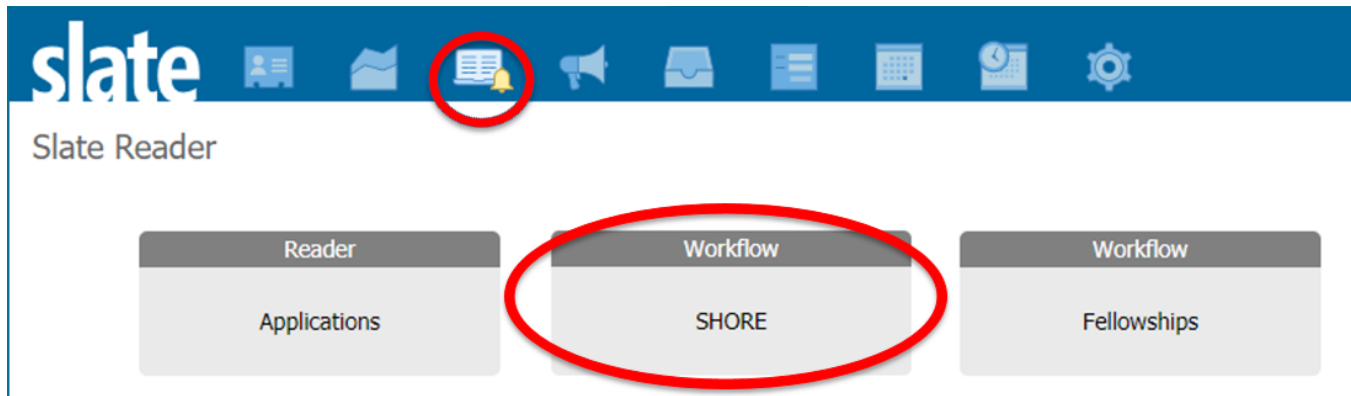 slate
Slate Reader
Reader
Workflow
Workflow
Applications
SHORE
Fellowships